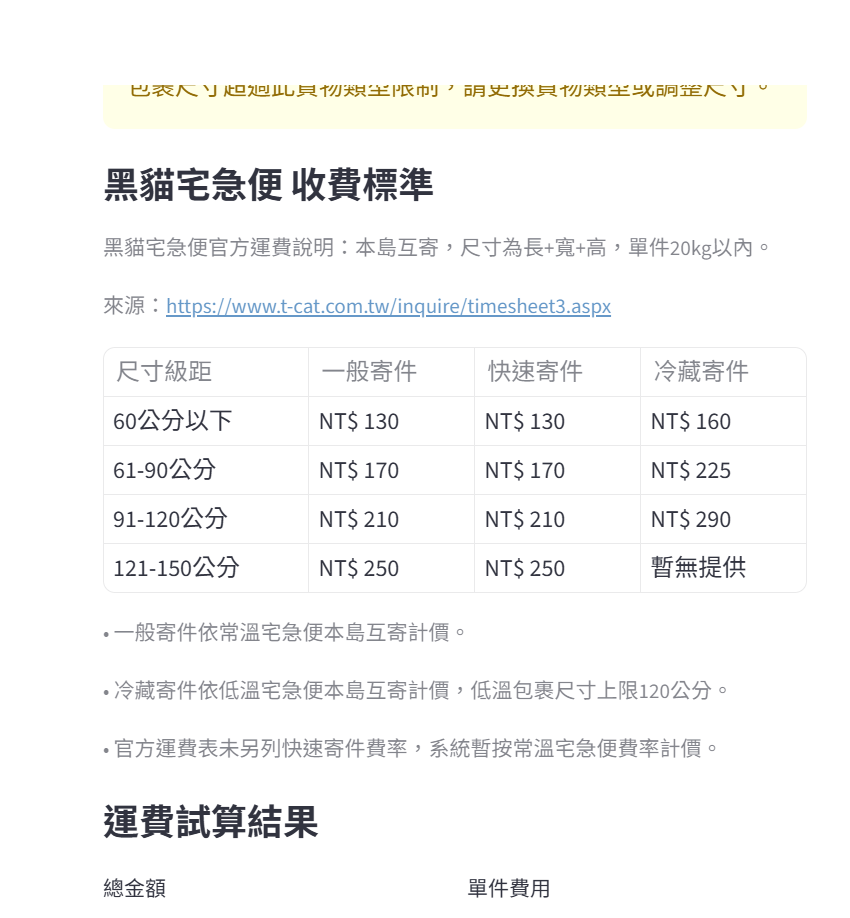 包裹尺寸超過此貨物類型限制，請更換貨物類型或調整尺寸。
黑貓宅急便 收費標準
黑貓宅急便官方運費說明：本島互寄，尺寸為長+寬+高，單件20kg以內。
來源：https://www.t-cat.com.tw/inquire/timesheet3.aspx
尺寸級距 一般寄件 快速寄件 冷藏寄件
60公分以下 NT$ 130 NT$ 130 NT$ 160
61-90公分 NT$ 170 NT$ 170 NT$ 225
91-120公分 NT$ 210 NT$ 210 NT$ 290
121-150公分 NT$ 250 NT$ 250 暫無提供
• 一般寄件依常溫宅急便本島互寄計價。
• 冷藏寄件依低溫宅急便本島互寄計價，低溫包裹尺寸上限120公分。
• 官方運費表未另列快速寄件費率，系統暫按常溫宅急便費率計價。
運費試算結果
總金額 單件費用